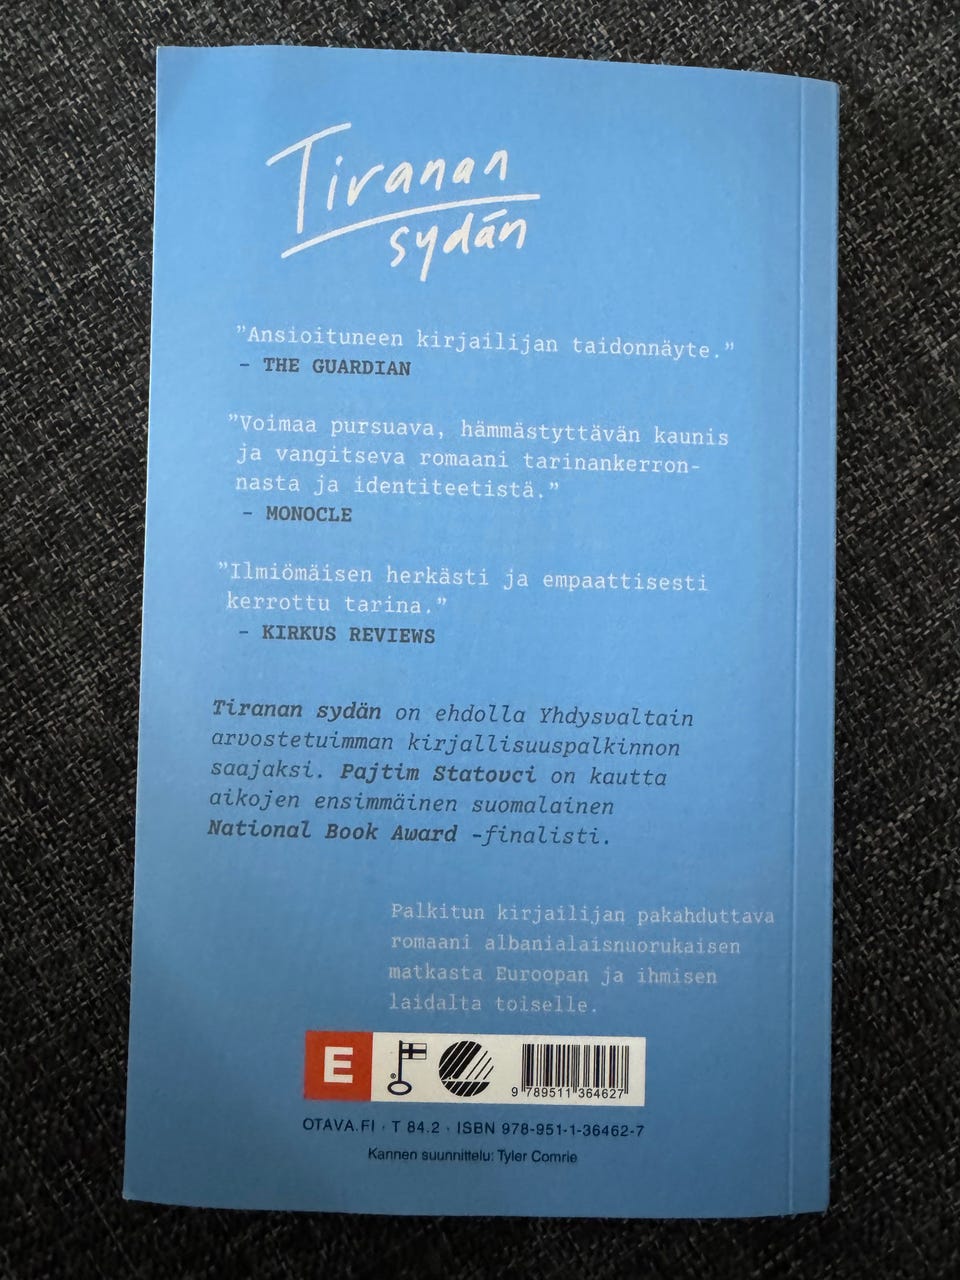 Tiranan
sydän
”Ansioituneen kirjailijan taidonnäyte.”
– THE GUARDIAN
”Voimaa pursuava, hämmästyttävän kaunis
ja vangitseva romaani tarinankerron-
nasta ja identiteetistä.”
– MONOCLE
”Ilmiömäisen herkästi ja empaattisesti
kerrottu tarina.”
– KIRKUS REVIEWS
Tiranan sydän on ehdolla Yhdysvaltain
arvostetuimman kirjallisuuspalkinnon
saajaksi. Pajtim Statovci on kautta
aikojen ensimmäinen suomalainen
National Book Award -finalisti.
Palkitun kirjailijan pakahduttava
romaani albanialaisnuorukaisen
matkasta Euroopan ja ihmisen
laidalta toiselle.
E
®
9 789511 364627
OTAVA.FI · T 84.2 · ISBN 978-951-1-36462-7
Kannen suunnittelu: Tyler Comrie